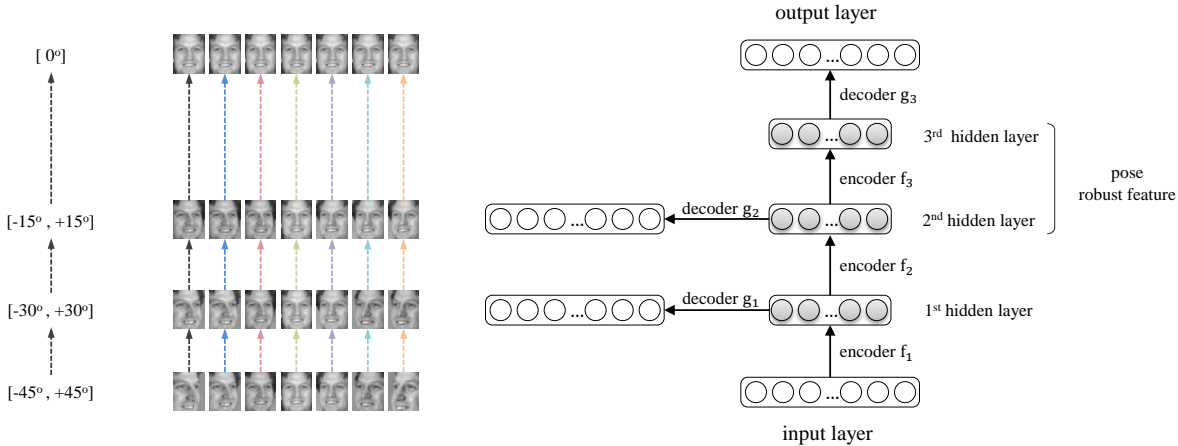 output layer
[ 0º]
...
decoder g₃
3rd hidden layer
...
encoder f₃
pose
robust feature
[-15º , +15º]
...
decoder g₂
...
2nd hidden layer
encoder f₂
[-30º , +30º]
...
decoder g₁
...
1st hidden layer
encoder f₁
[-45º , +45º]
...
input layer